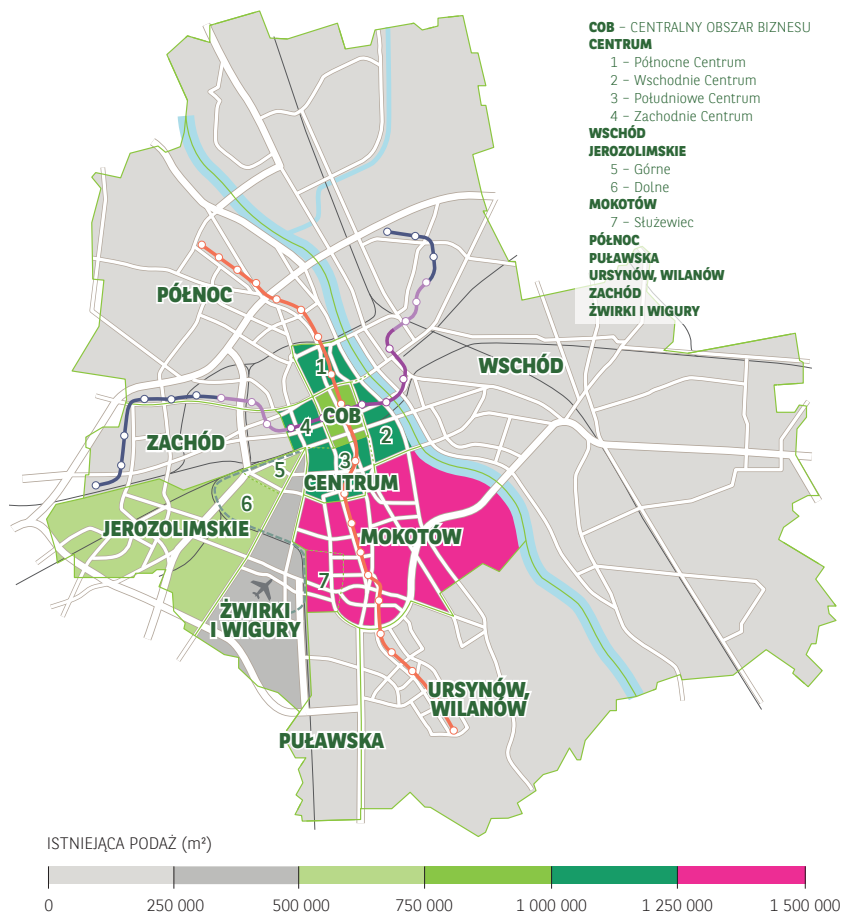 COB – CENTRALNY OBSZAR BIZNESU
CENTRUM
1 – Północne Centrum
2 – Wschodnie Centrum
3 – Południowe Centrum
4 – Zachodnie Centrum
WSCHÓD
JEROZOLIMSKIE
5 – Górne
6 – Dolne
MOKOTÓW
7 – Służewiec
PÓŁNOC
PUŁAWSKA
URSYNÓW, WILANÓW
ZACHÓD
ŻWIRKI I WIGURY
PÓŁNOC
1
WSCHÓD
COB
4
2
ZACHÓD
3
5
CENTRUM
6
JEROZOLIMSKIE
MOKOTÓW
7
ŻWIRKI
I WIGURY
URSYNÓW,
WILANÓW
PUŁAWSKA
ISTNIEJĄCA PODAŻ (m²)
0
250 000
500 000
750 000
1 000 000
1 250 000
1 500 000